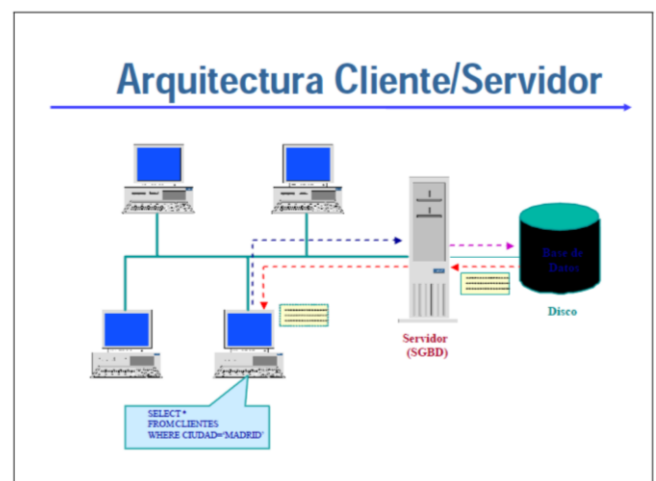 Arquitectura Cliente/Servidor
Base de
Datos
Disco
Servidor
(SGBD)
SELECT *
FROM CLIENTES
WHERE CIUDAD='MADRID'